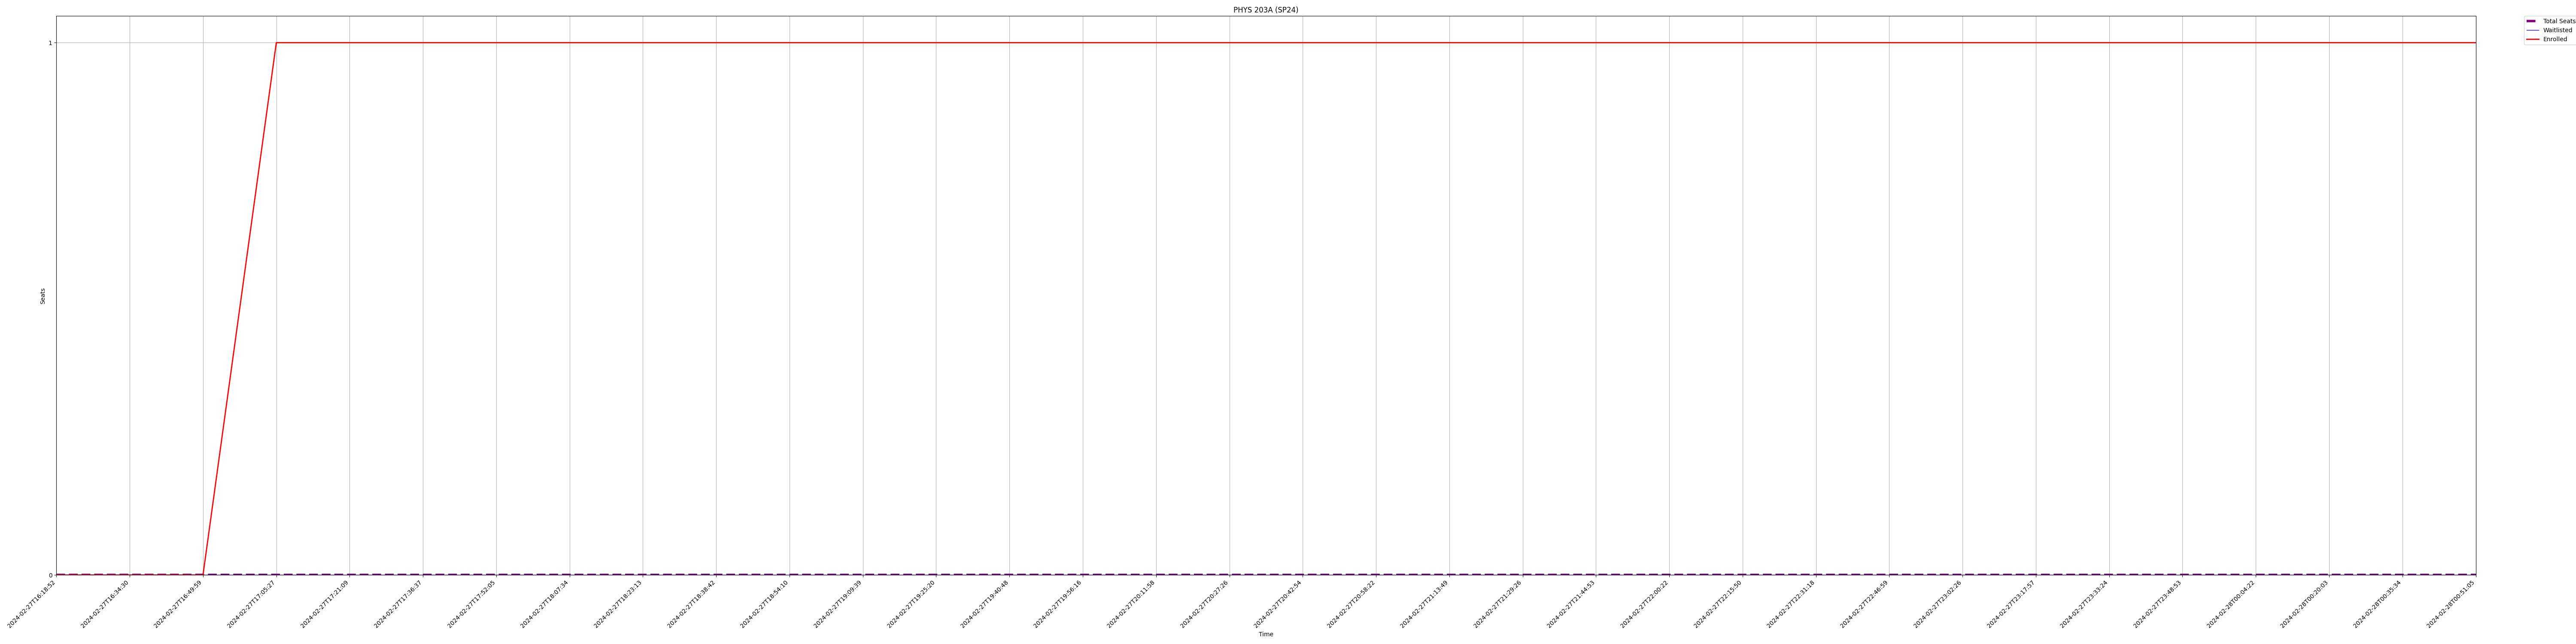 PHYS 203A (SP24)
Total Seats
Waitlisted
Enrolled
1
Seats
0
2024-02-27T16:18:52
2024-02-27T16:34:30
2024-02-27T16:49:59
2024-02-27T17:05:27
2024-02-27T17:21:09
2024-02-27T17:36:37
2024-02-27T17:52:05
2024-02-27T18:07:34
2024-02-27T18:23:13
2024-02-27T18:38:42
2024-02-27T18:54:10
2024-02-27T19:09:39
2024-02-27T19:25:20
2024-02-27T19:40:48
2024-02-27T19:56:16
2024-02-27T20:11:58
2024-02-27T20:27:26
2024-02-27T20:42:54
2024-02-27T20:58:22
2024-02-27T21:13:49
2024-02-27T21:29:26
2024-02-27T21:44:53
2024-02-27T22:00:22
2024-02-27T22:15:50
2024-02-27T22:31:18
2024-02-27T22:46:59
2024-02-27T23:02:26
2024-02-27T23:17:57
2024-02-27T23:33:24
2024-02-27T23:48:53
2024-02-28T00:04:22
2024-02-28T00:20:03
2024-02-28T00:35:34
2024-02-28T00:51:05
Time